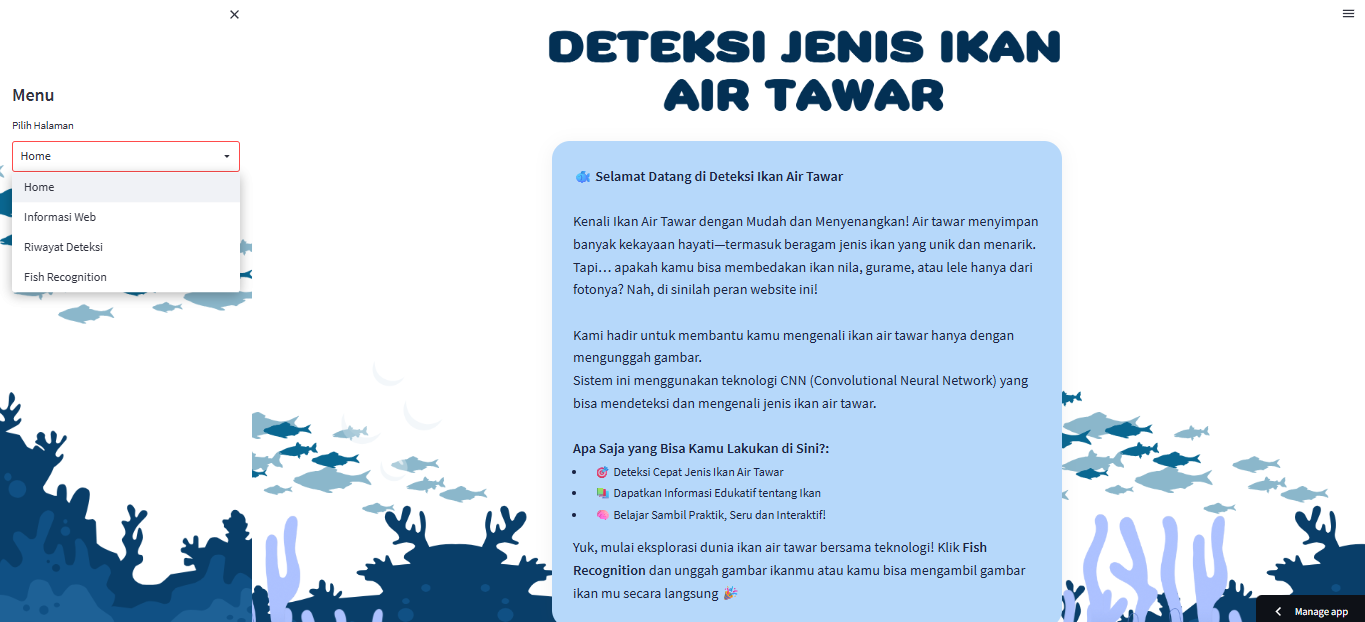 Menu
Pilih Halaman
Home
Home
Informasi Web
Riwayat Deteksi
Fish Recognition
DETEKSI JENIS IKAN
AIR TAWAR
🐟 Selamat Datang di Deteksi Ikan Air Tawar
Kenali Ikan Air Tawar dengan Mudah dan Menyenangkan! Air tawar menyimpan
banyak kekayaan hayati—termasuk beragam jenis ikan yang unik dan menarik.
Tapi… apakah kamu bisa membedakan ikan nila, gurame, atau lele hanya dari
fotonya? Nah, di sinilah peran website ini!
Kami hadir untuk membantu kamu mengenali ikan air tawar hanya dengan
mengunggah gambar.
Sistem ini menggunakan teknologi CNN (Convolutional Neural Network) yang
bisa mendeteksi dan mengenali jenis ikan air tawar.
Apa Saja yang Bisa Kamu Lakukan di Sini?:
• 🎯 Deteksi Cepat Jenis Ikan Air Tawar
• 📚 Dapatkan Informasi Edukatif tentang Ikan
• 🧠 Belajar Sambil Praktik, Seru dan Interaktif!
Yuk, mulai eksplorasi dunia ikan air tawar bersama teknologi! Klik Fish
Recognition dan unggah gambar ikanmu atau kamu bisa mengambil gambar
ikan mu secara langsung 🎉
Manage app